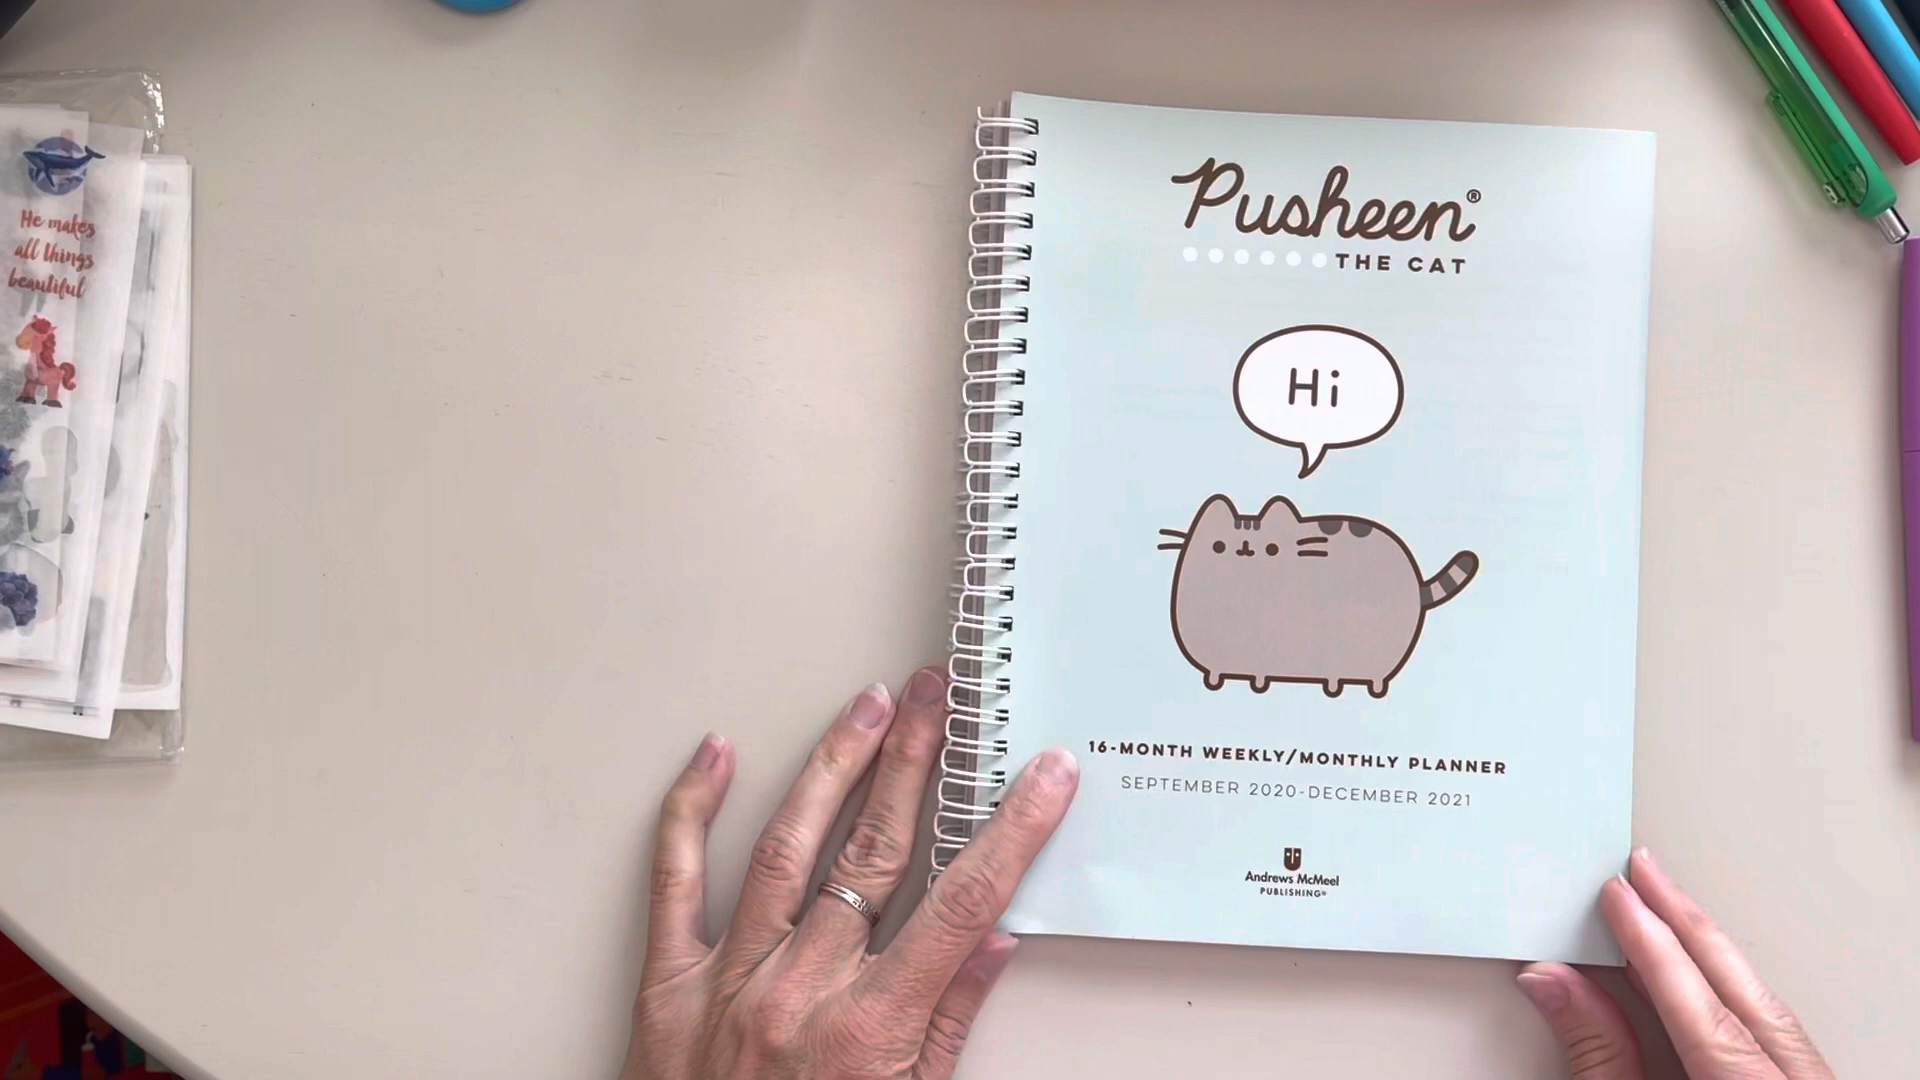 He makes
all things
beautiful
Pusheen®
THE CAT
Hi
16-MONTH WEEKLY/MONTHLY PLANNER
SEPTEMBER 2020-DECEMBER 2021
Andrews McMeel
PUBLISHING®